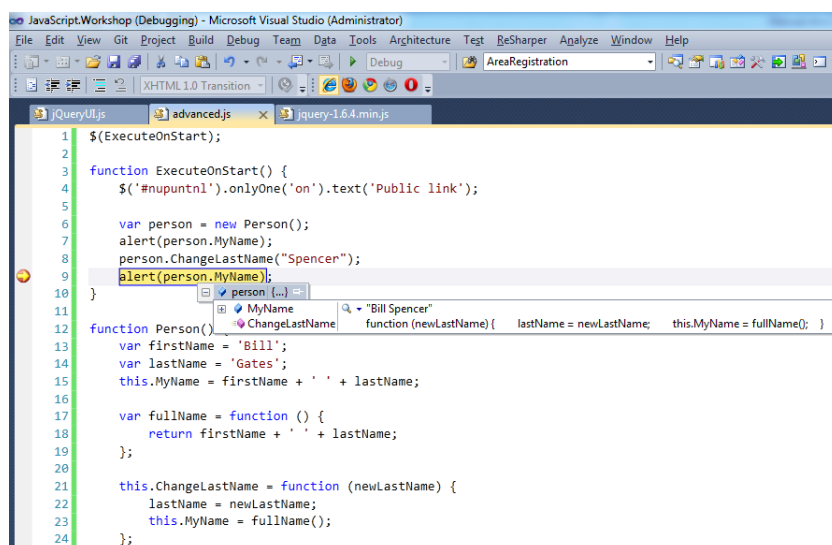 JavaScript.Workshop (Debugging) - Microsoft Visual Studio (Administrator)
File Edit View Git Project Build Debug Team Data Tools Architecture Test ReSharper Analyze Window Help
Debug AreaRegistration
XHTML 1.0 Transition
jQueryUI.js advanced.js x jquery-1.6.4.min.js
1 $(ExecuteOnStart);
2
3 function ExecuteOnStart() {
4 $('#nupuntnl').onlyOne('on').text('Public link');
5
6 var person = new Person();
7 alert(person.MyName);
8 person.ChangeLastName("Spencer");
9 alert(person.MyName);
10 }
person {...}
11
MyName "Bill Spencer"
12 function Person()
ChangeLastName function (newLastName) { lastName = newLastName; this.MyName = fullName(); }
13 var firstName = 'Bill';
14 var lastName = 'Gates';
15 this.MyName = firstName + ' ' + lastName;
16
17 var fullName = function () {
18 return firstName + ' ' + lastName;
19 };
20
21 this.ChangeLastName = function (newLastName) {
22 lastName = newLastName;
23 this.MyName = fullName();
24 };